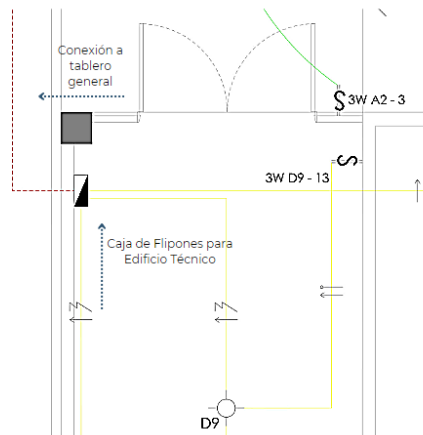 Conexión a
tablero
general
3W A2 - 3
3W D9 - 13
Caja de Flipones para
Edificio Técnico
D9